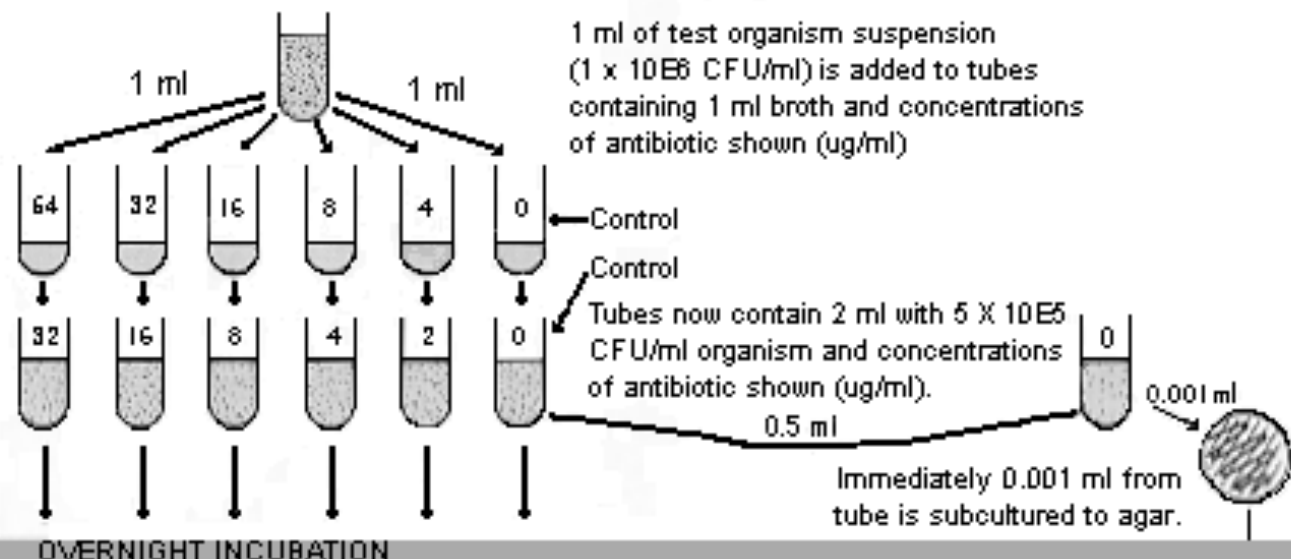 1 ml of test organism suspension
(1 x 10E6 CFU/ml) is added to tubes
containing 1 ml broth and concentrations
of antibiotic shown (ug/ml)
1 ml
1 ml
64
32
16
8
4
0
Control
Control
32
16
8
4
2
0
Tubes now contain 2 ml with 5 X 10E5
CFU/ml organism and concentrations
of antibiotic shown (ug/ml).
0
0.001 ml
0.5 ml
Immediately 0.001 ml from
tube is subcultured to agar.
OVERNIGHT INCUBATION